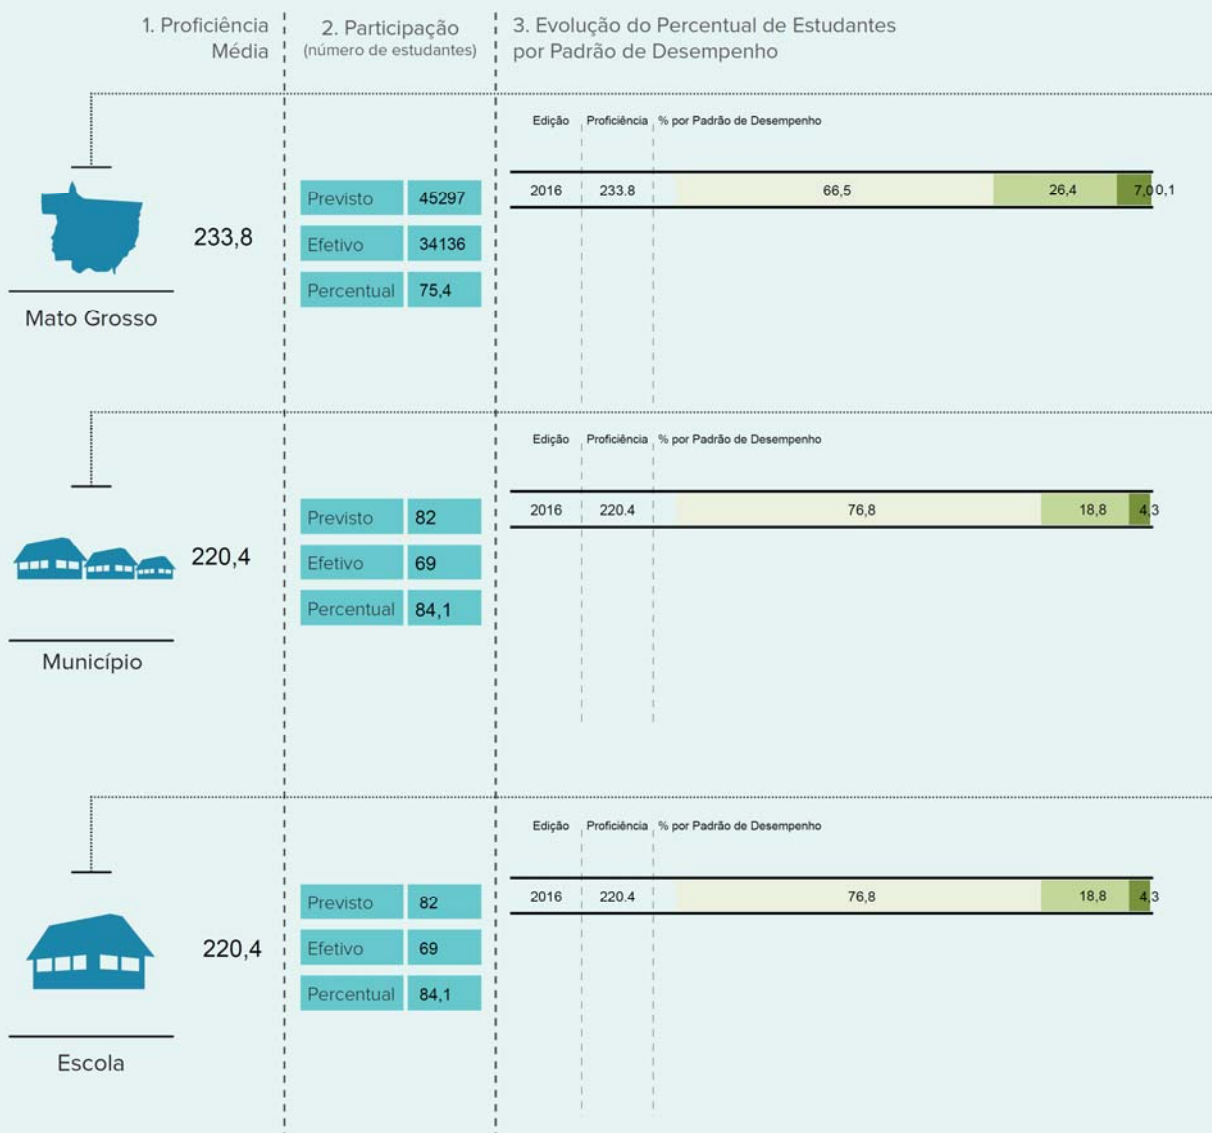 1. Proficiência
Média
2. Participação
(número de estudantes)
3. Evolução do Percentual de Estudantes
por Padrão de Desempenho
Edição Proficiência % por Padrão de Desempenho
2016 233.8 66,5 26,4 7,0 0,1
Previsto 45297
233,8
Efetivo 34136
Percentual 75,4
Mato Grosso
Edição Proficiência % por Padrão de Desempenho
2016 220.4 76,8 18,8 4,3
Previsto 82
220,4
Efetivo 69
Percentual 84,1
Município
Edição Proficiência % por Padrão de Desempenho
2016 220.4 76,8 18,8 4,3
Previsto 82
220,4
Efetivo 69
Percentual 84,1
Escola